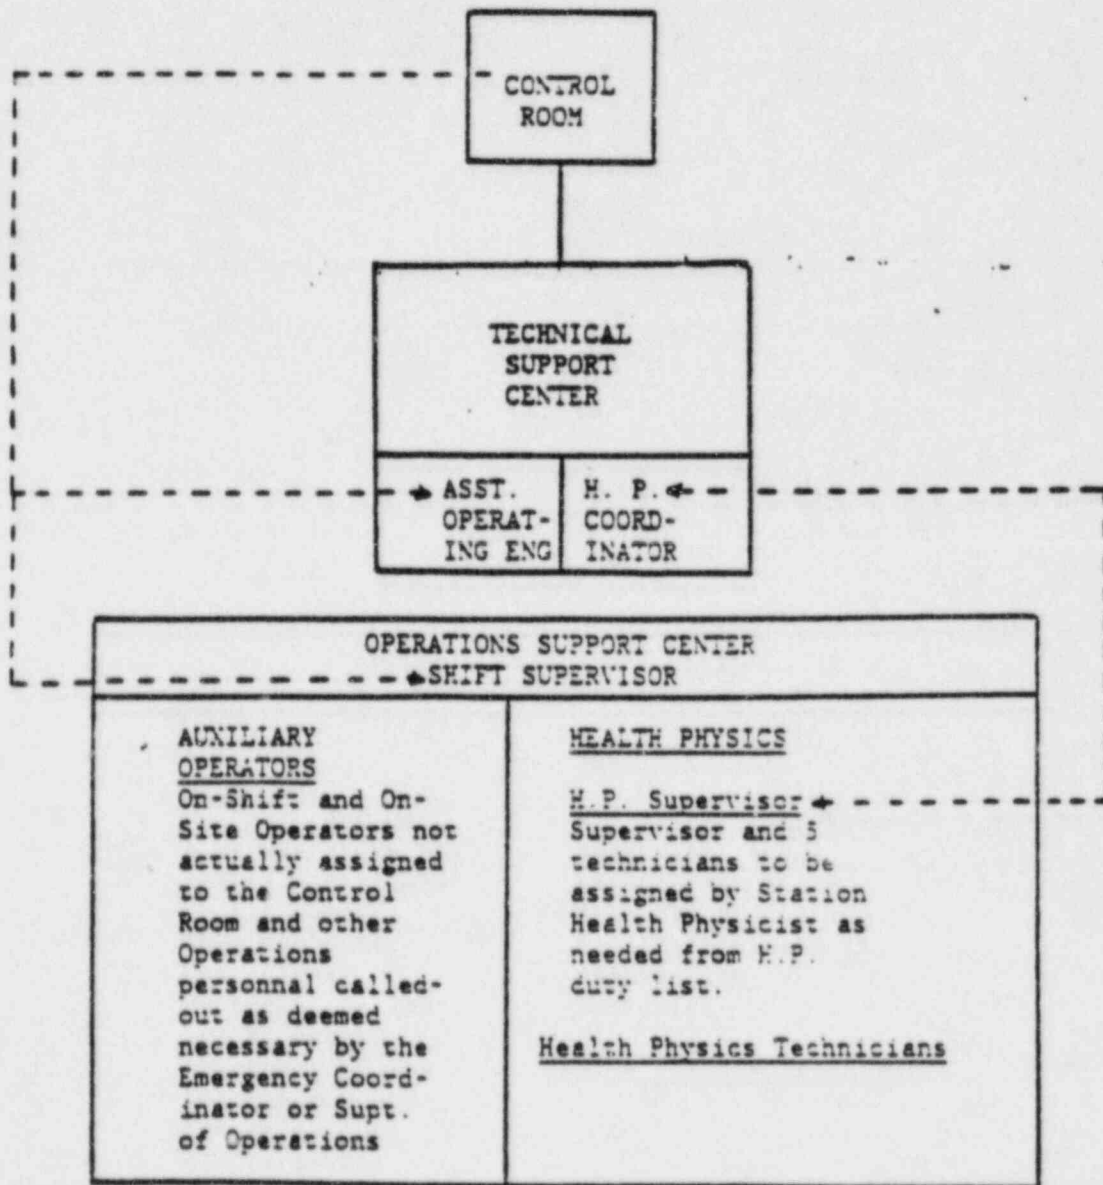 CONTROL
ROOM
TECHNICAL
SUPPORT
CENTER
ASST.
OPERAT-
ING ENG
H. P.
COORD-
INATOR
OPERATIONS SUPPORT CENTER
SHIFT SUPERVISOR
AUXILIARY
OPERATORS
On-Shift and On-
Site Operators not
actually assigned
to the Control
Room and other
Operations
personnal called-
out as deemed
necessary by the
Emergency Coord-
inator or Supt.
of Operations
HEALTH PHYSICS
H.P. Supervisor
Supervisor and 5
technicians to be
assigned by Station
Health Physicist as
needed from H.P.
duty list.
Health Physics Technicians